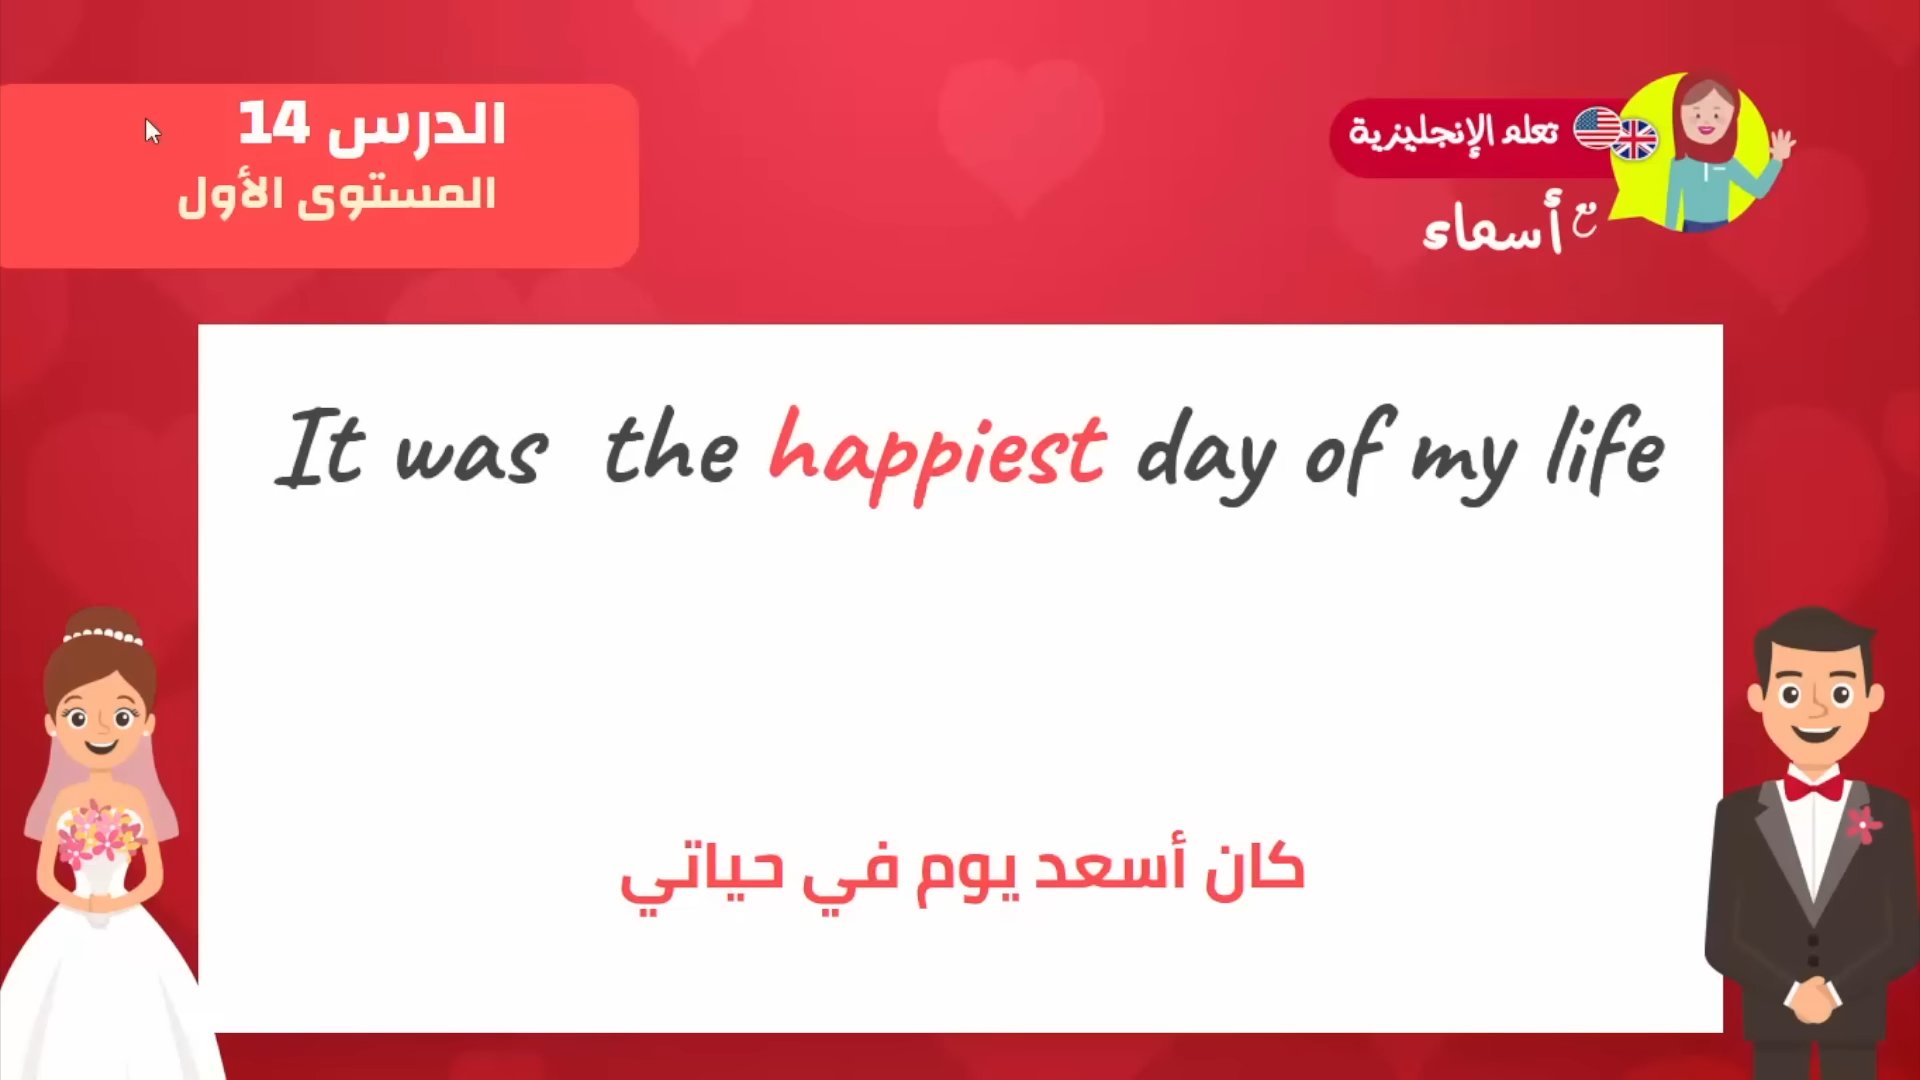 الدرس 14
المستوى الأول
تعلم الإنجليزية
مع أسماء
It was the happiest day of my life
كان أسعد يوم في حياتي